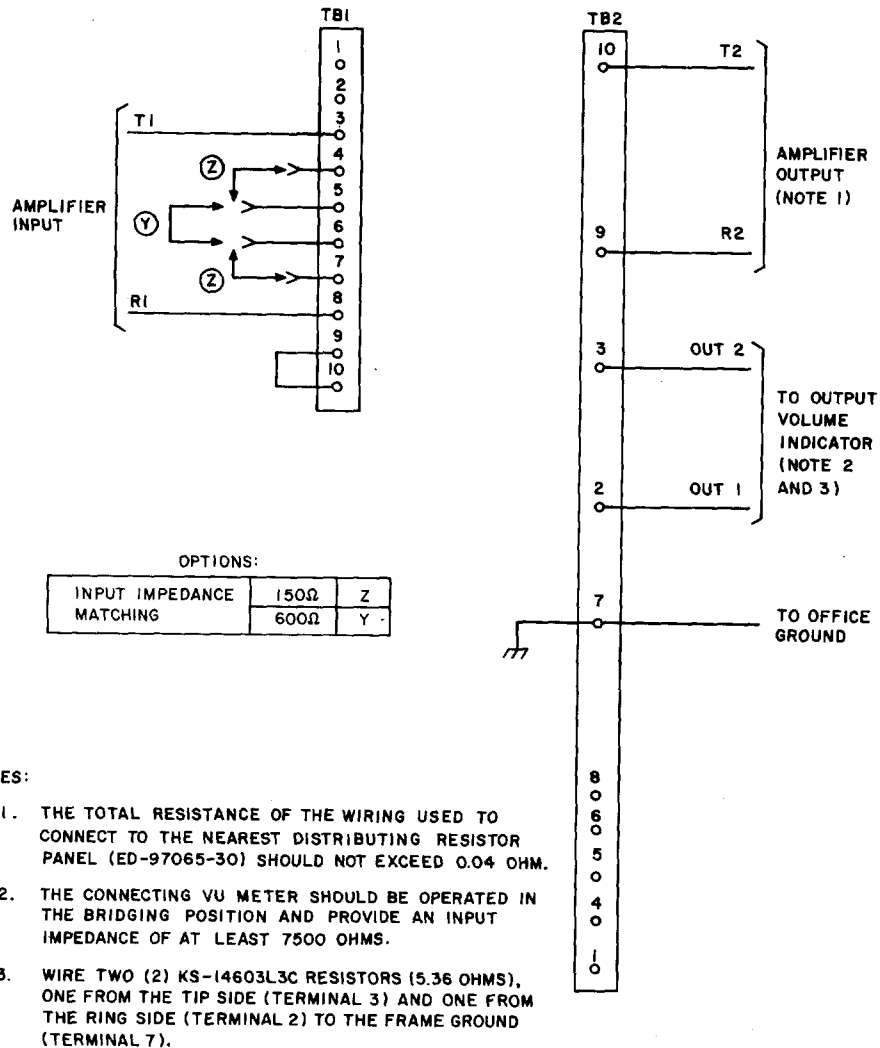 TB1
1
2
3
4
5
6
7
8
9
10
T1
Z
AMPLIFIER
INPUT
Y
Z
R1
TB2
10
T2
AMPLIFIER
OUTPUT
(NOTE 1)
9
R2
3
OUT 2
TO OUTPUT
VOLUME
INDICATOR
(NOTE 2
AND 3)
2
OUT 1
7
TO OFFICE
GROUND
8
6
5
4
1
OPTIONS:
INPUT IMPEDANCE
MATCHING
150Ω Z
600Ω Y
ES:
1. THE TOTAL RESISTANCE OF THE WIRING USED TO
CONNECT TO THE NEAREST DISTRIBUTING RESISTOR
PANEL (ED-97065-30) SHOULD NOT EXCEED 0.04 OHM.
2. THE CONNECTING VU METER SHOULD BE OPERATED IN
THE BRIDGING POSITION AND PROVIDE AN INPUT
IMPEDANCE OF AT LEAST 7500 OHMS.
3. WIRE TWO (2) KS-14603L3C RESISTORS (5.36 OHMS),
ONE FROM THE TIP SIDE (TERMINAL 3) AND ONE FROM
THE RING SIDE (TERMINAL 2) TO THE FRAME GROUND
(TERMINAL 7).